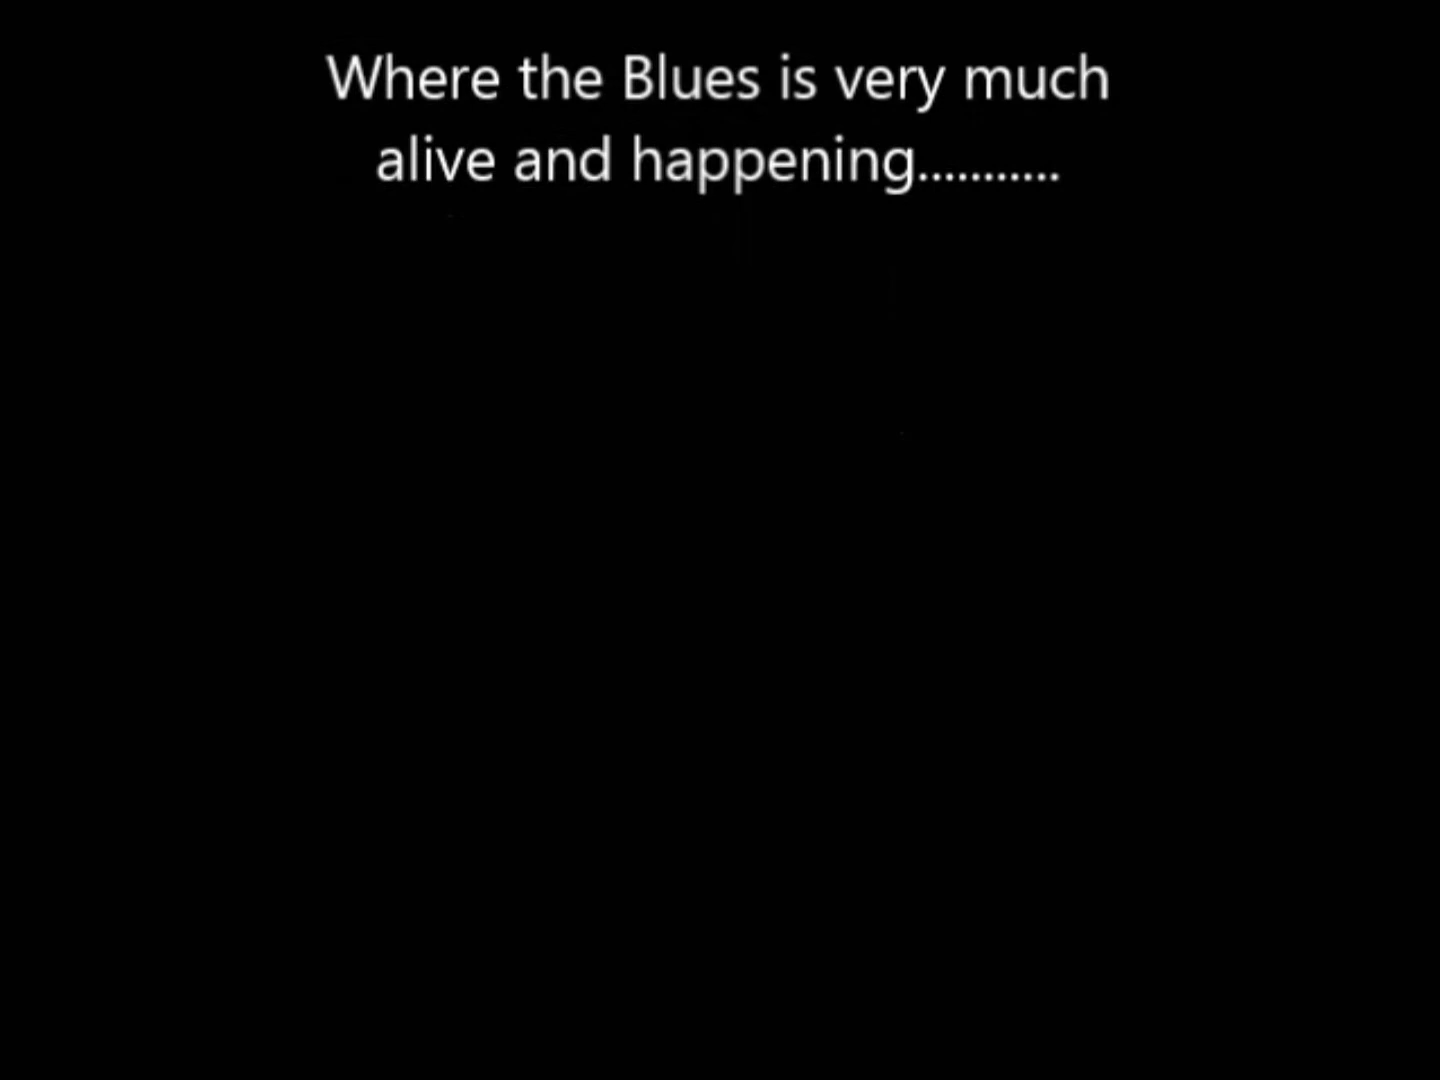 Where the Blues is very much
alive and happening...........